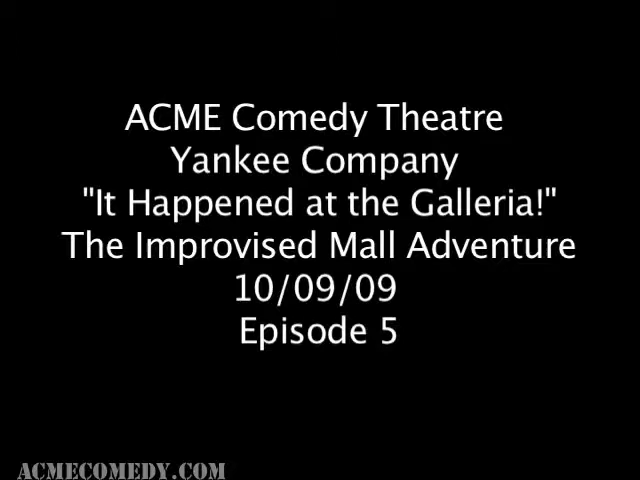 ACME Comedy Theatre
Yankee Company
"It Happened at the Galleria!"
The Improvised Mall Adventure
10/09/09
Episode 5
ACMECOMEDY.COM